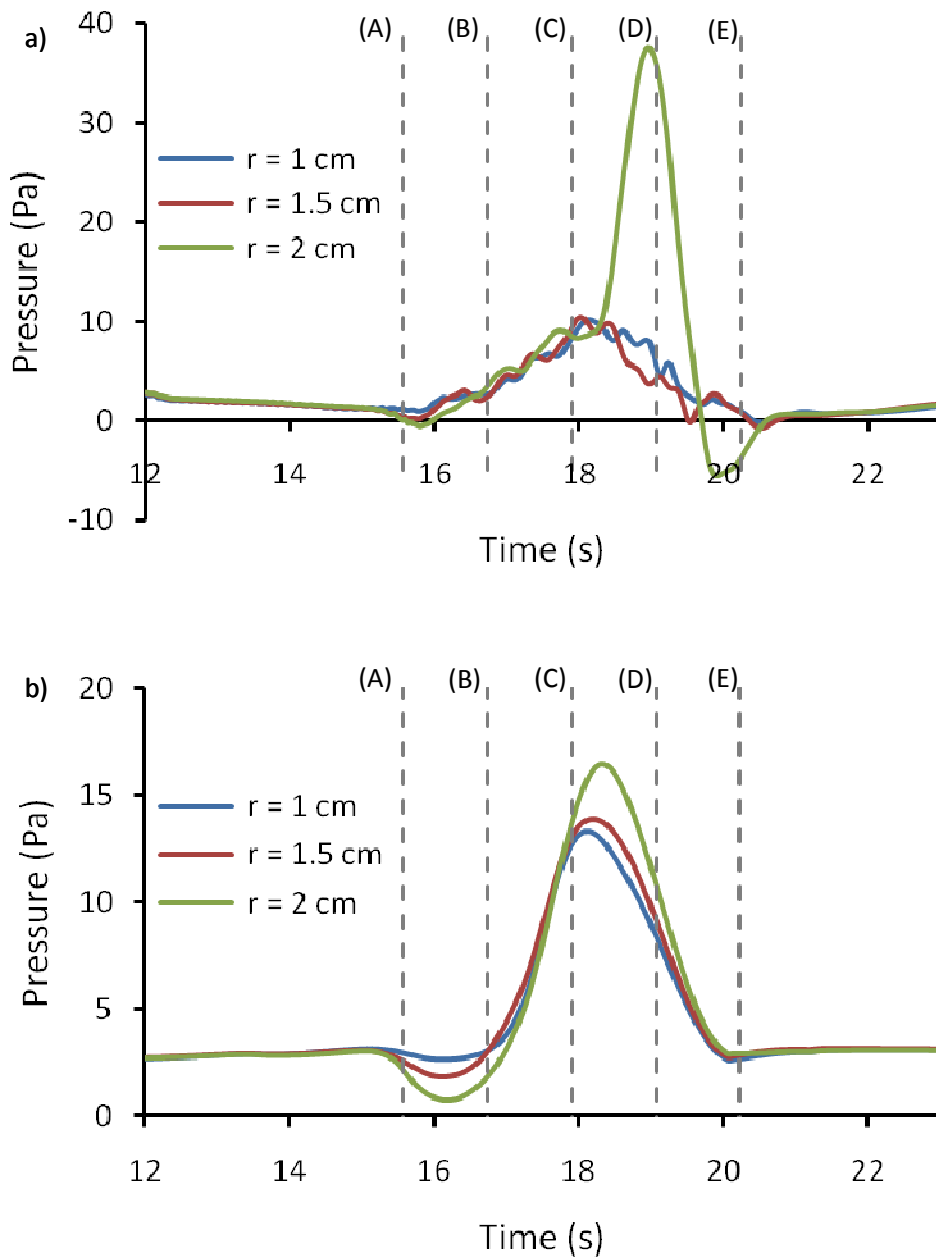 a)
(A) (B) (C) (D) (E)
40
30
20
10
0
-10
Pressure (Pa)
r = 1 cm
r = 1.5 cm
r = 2 cm
12 14 16 18 20 22
Time (s)
b)
(A) (B) (C) (D) (E)
20
15
10
5
0
Pressure (Pa)
r = 1 cm
r = 1.5 cm
r = 2 cm
12 14 16 18 20 22
Time (s)